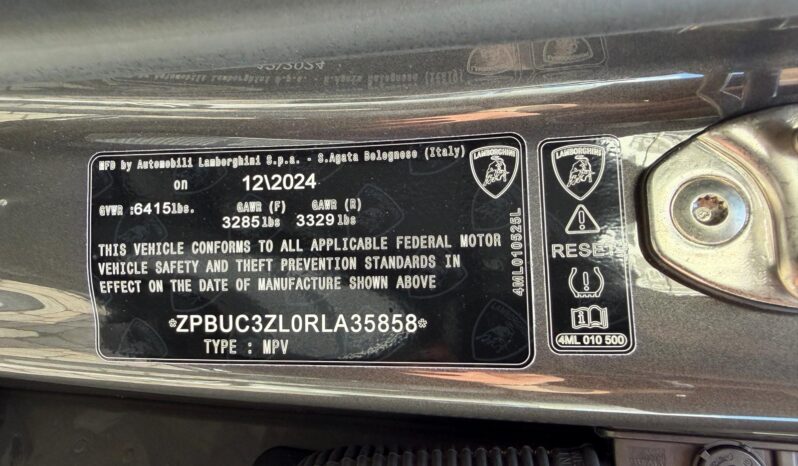 MFD by Automobili Lamborghini S.p.a. - S.Agata Bolognese (Italy)
on 12\2024
GVWR :6415lbs. GAWR (F) GAWR (R)
3285lbs 3329lbs
THIS VEHICLE CONFORMS TO ALL APPLICABLE FEDERAL MOTOR
VEHICLE SAFETY AND THEFT PREVENTION STANDARDS IN
EFFECT ON THE DATE OF MANUFACTURE SHOWN ABOVE
*ZPBUC3ZL0RLA35858*
TYPE : MPV
LAMBORGHINI
4ML010525L
LAMBORGHINI
RESET
4ML 010 500